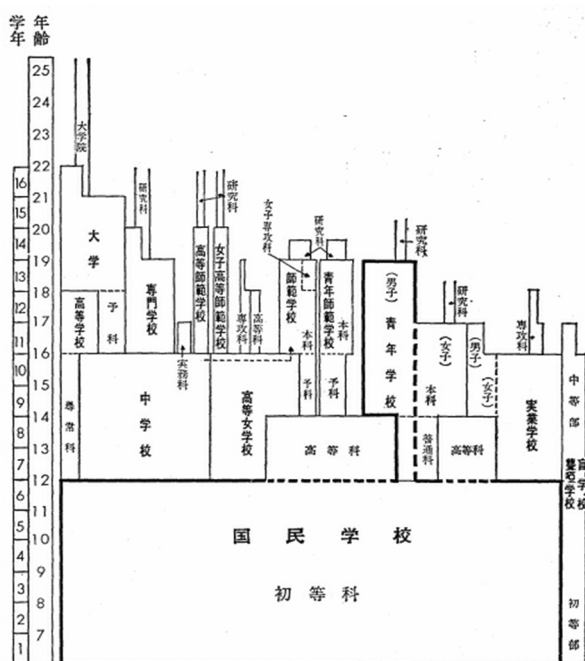 学年
年齢
25
24
23
22
21
20
19
18
17
16
15
14
13
12
11
10
9
8
7
16
15
14
13
12
11
10
9
8
7
6
5
4
3
2
1
大学院
大学
高等学校
予科
研究科
専門学校
実務科
高等師範学校
女子高等師範学校
研究科
専攻科
高等科
女子専攻科
研究科
師範学校
本科
予科
青年師範学校
本科
予科
研究科
(男子)青年学校
研究科
(女子)
本科
普通科
(男子)
(女子)
高等科
専攻科
実業学校
尋常科
中学校
高等女学校
高等科
国民学校
初等科
中等部
盲学校
聾唖学校
初等部